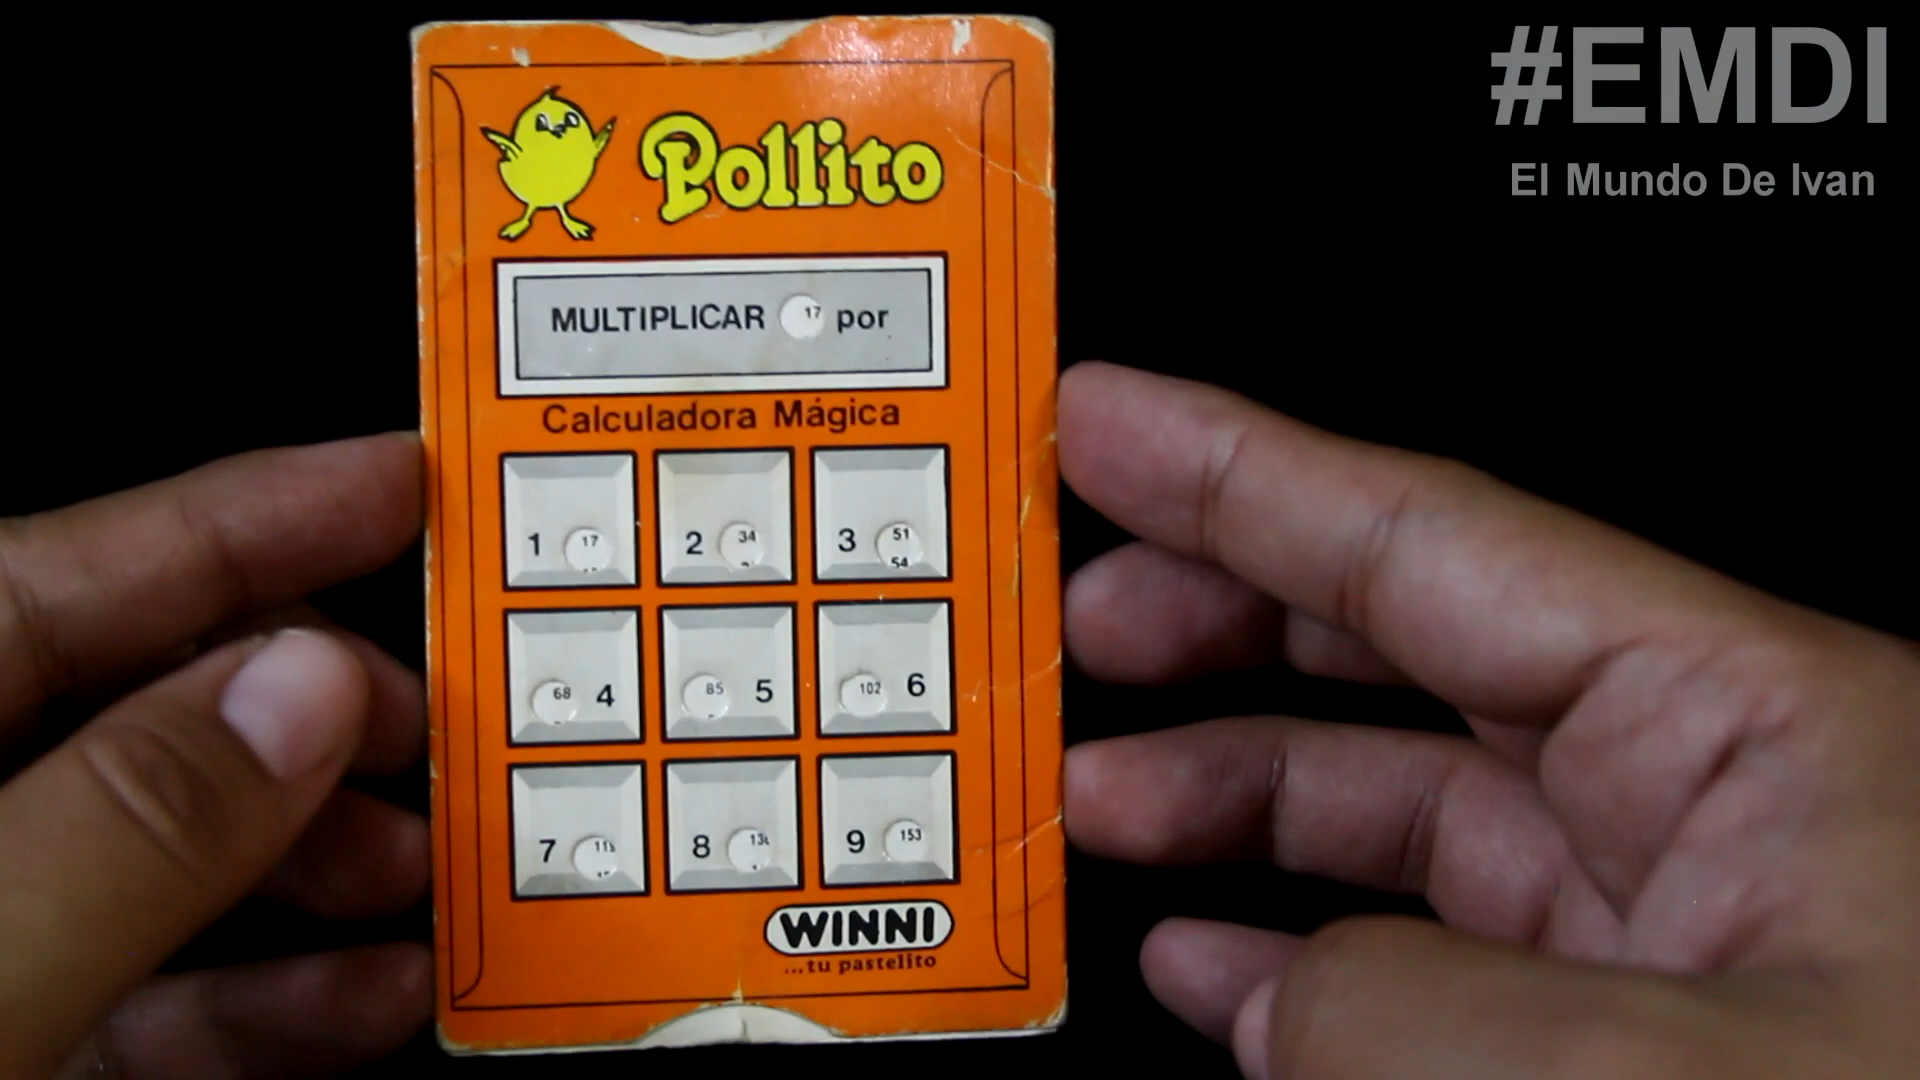 #EMDI
El Mundo De Ivan
Pollito
MULTIPLICAR 17 por
Calculadora Mágica
1 17 2 34 3 51
54
68 4 85 5 102 6
7 8 9 153
WINNI
...tu pastelito